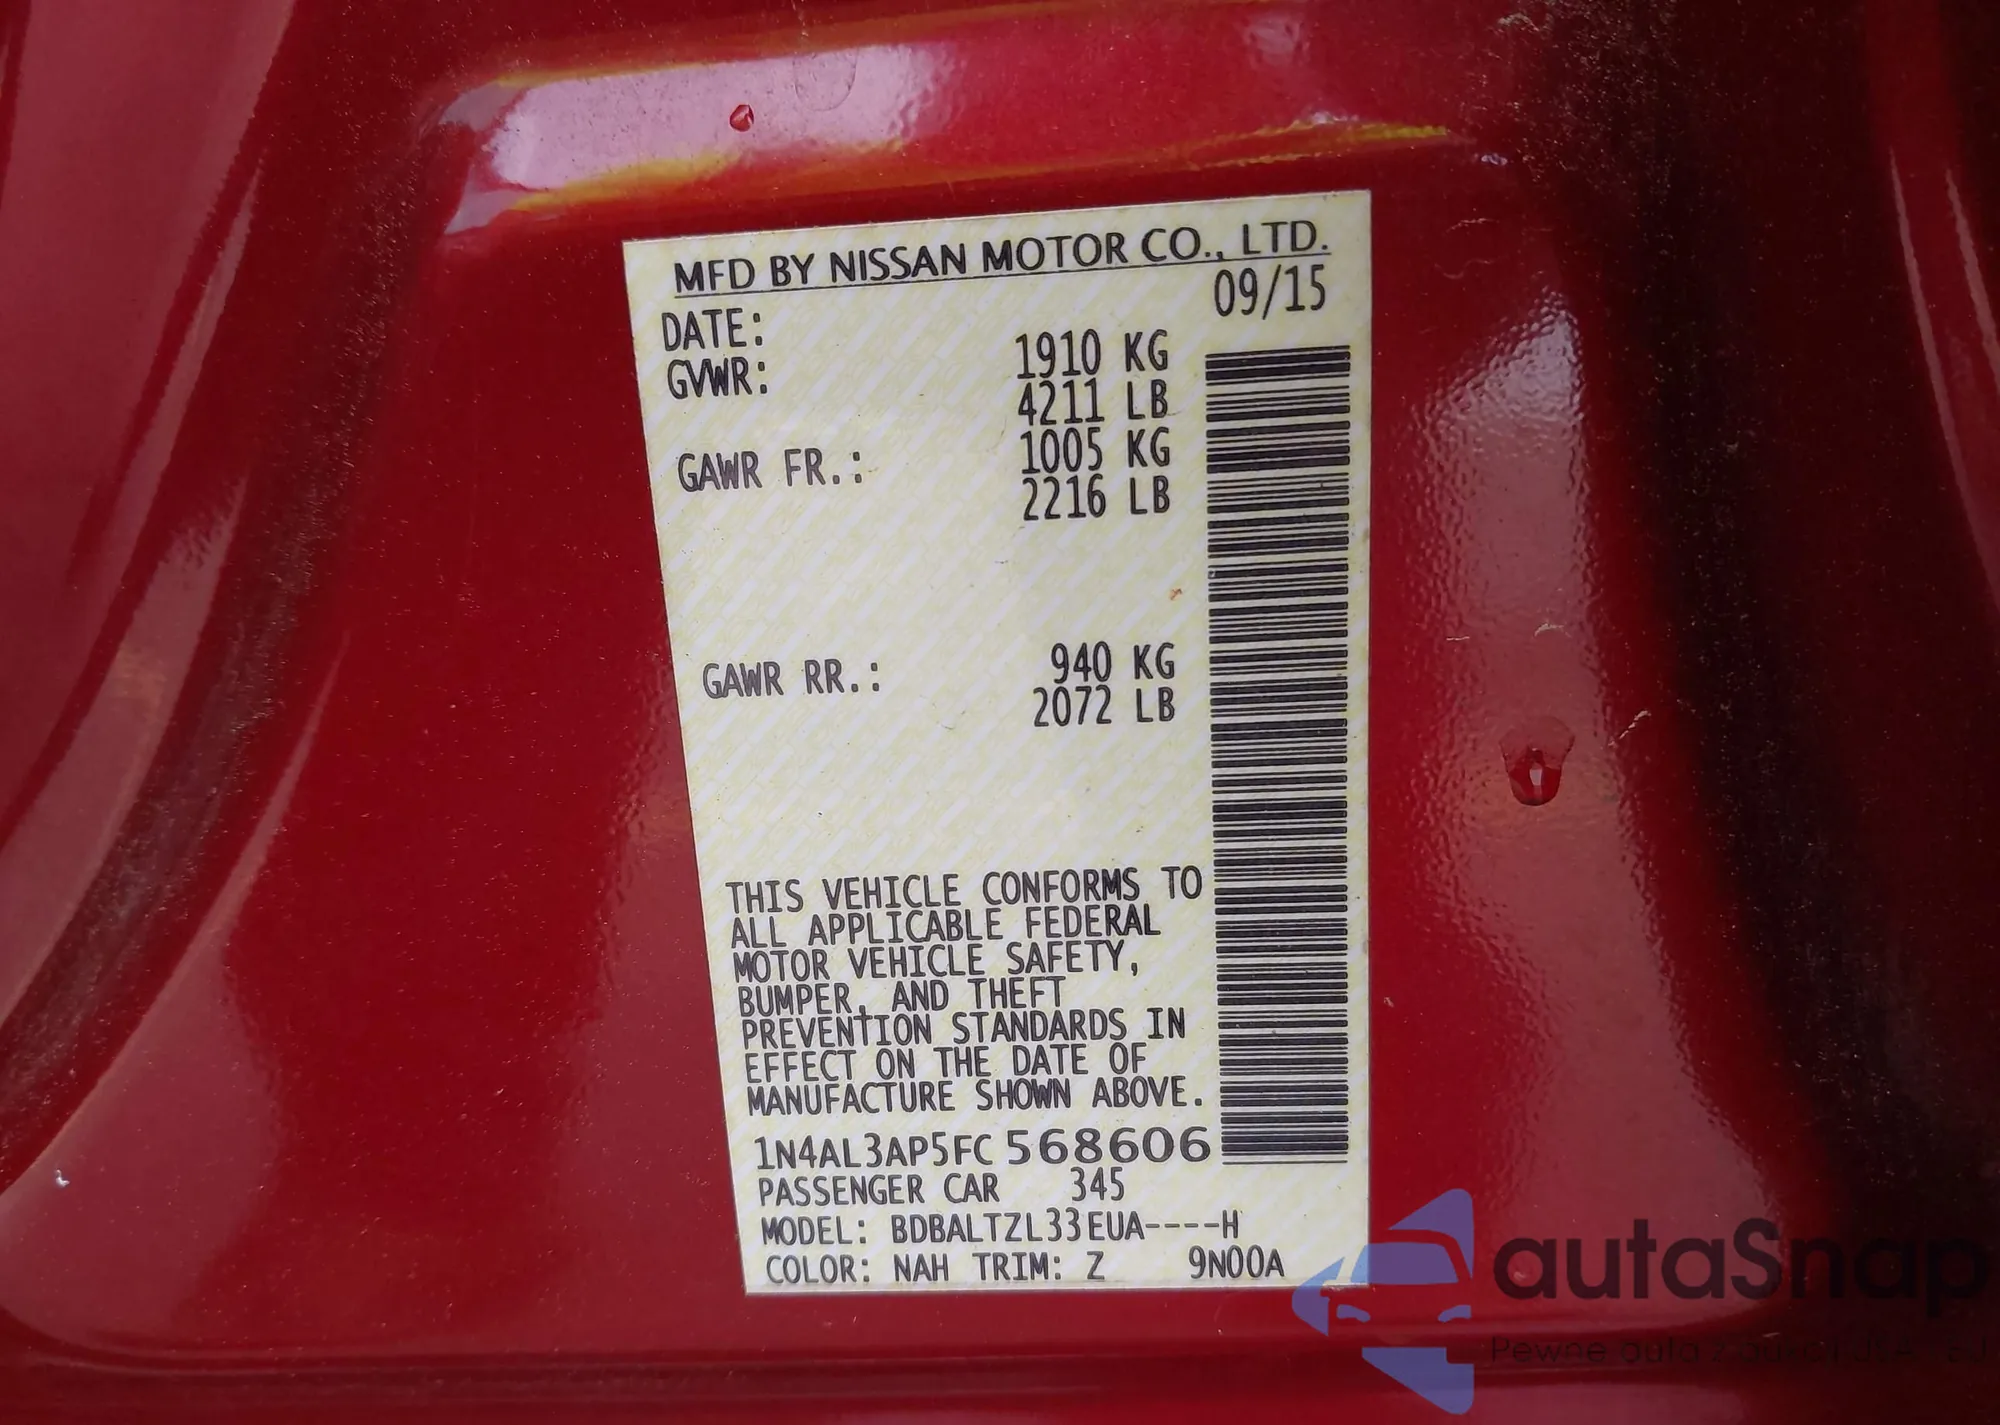 MFD BY NISSAN MOTOR CO., LTD.
DATE: 09/15
GVWR: 1910 KG
4211 LB
GAWR FR.: 1005 KG
2216 LB
GAWR RR.: 940 KG
2072 LB
THIS VEHICLE CONFORMS TO
ALL APPLICABLE FEDERAL
MOTOR VEHICLE SAFETY,
BUMPER, AND THEFT
PREVENTION STANDARDS IN
EFFECT ON THE DATE OF
MANUFACTURE SHOWN ABOVE.
1N4AL3AP5FC568606
PASSENGER CAR 345
MODEL: BDBALTZL33EUA----H
COLOR: NAH TRIM: Z 9N00A
autaSnap
Pewne auto z